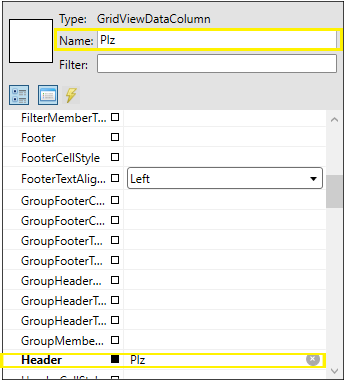 Type: GridViewDataColumn
Name: Plz
Filter:
FilterMemberT...
Footer
FooterCellStyle
FooterTextAlig... Left
GroupFooterC...
GroupFooterC...
GroupFooterT...
GroupFooterT...
GroupHeader...
GroupHeaderT...
GroupHeaderT...
GroupMembe...
Header Plz
HeaderCellStyle